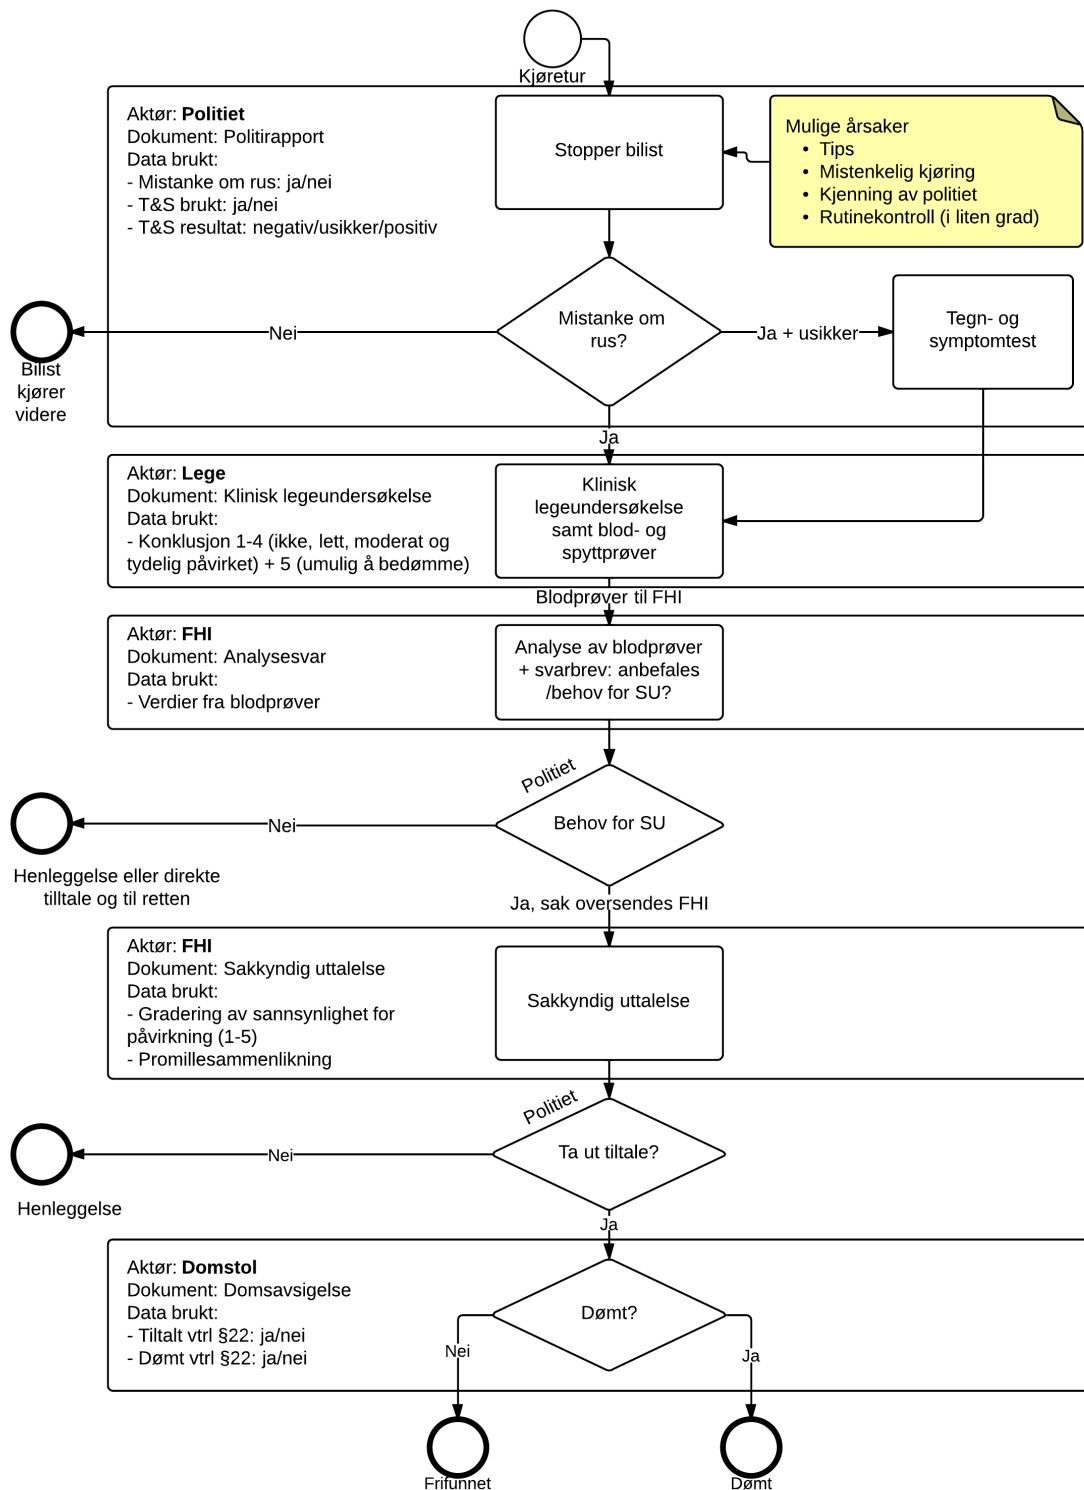 Kjøretur
Aktør: Politiet
Dokument: Politirapport
Data brukt:
- Mistanke om rus: ja/nei
- T&S brukt: ja/nei
- T&S resultat: negativ/usikker/positiv
Stopper bilist
Mulige årsaker
• Tips
• Mistenkelig kjøring
• Kjenning av politiet
• Rutinekontroll (i liten grad)
Mistanke om
rus?
Nei
Ja + usikker
Tegn- og
symptomtest
Bilist
kjører
videre
Ja
Aktør: Lege
Dokument: Klinisk legeundersøkelse
Data brukt:
- Konklusjon 1-4 (ikke, lett, moderat og
tydelig påvirket) + 5 (umulig å bedømme)
Klinisk
legeundersøkelse
samt blod- og
spyttprøver
Blodprøver til FHI
Aktør: FHI
Dokument: Analysesvar
Data brukt:
- Verdier fra blodprøver
Analyse av blodprøver
+ svarbrev: anbefales
/behov for SU?
Politiet
Behov for SU
Nei
Henleggelse eller direkte
tilltale og til retten
Ja, sak oversendes FHI
Aktør: FHI
Dokument: Sakkyndig uttalelse
Data brukt:
- Gradering av sannsynlighet for
påvirkning (1-5)
- Promillesammenlikning
Sakkyndig uttalelse
Politiet
Ta ut tiltale?
Nei
Henleggelse
Ja
Aktør: Domstol
Dokument: Domsavsigelse
Data brukt:
- Tiltalt vtrl §22: ja/nei
- Dømt vtrl §22: ja/nei
Dømt?
Nei
Ja
Frifunnet
Dømt